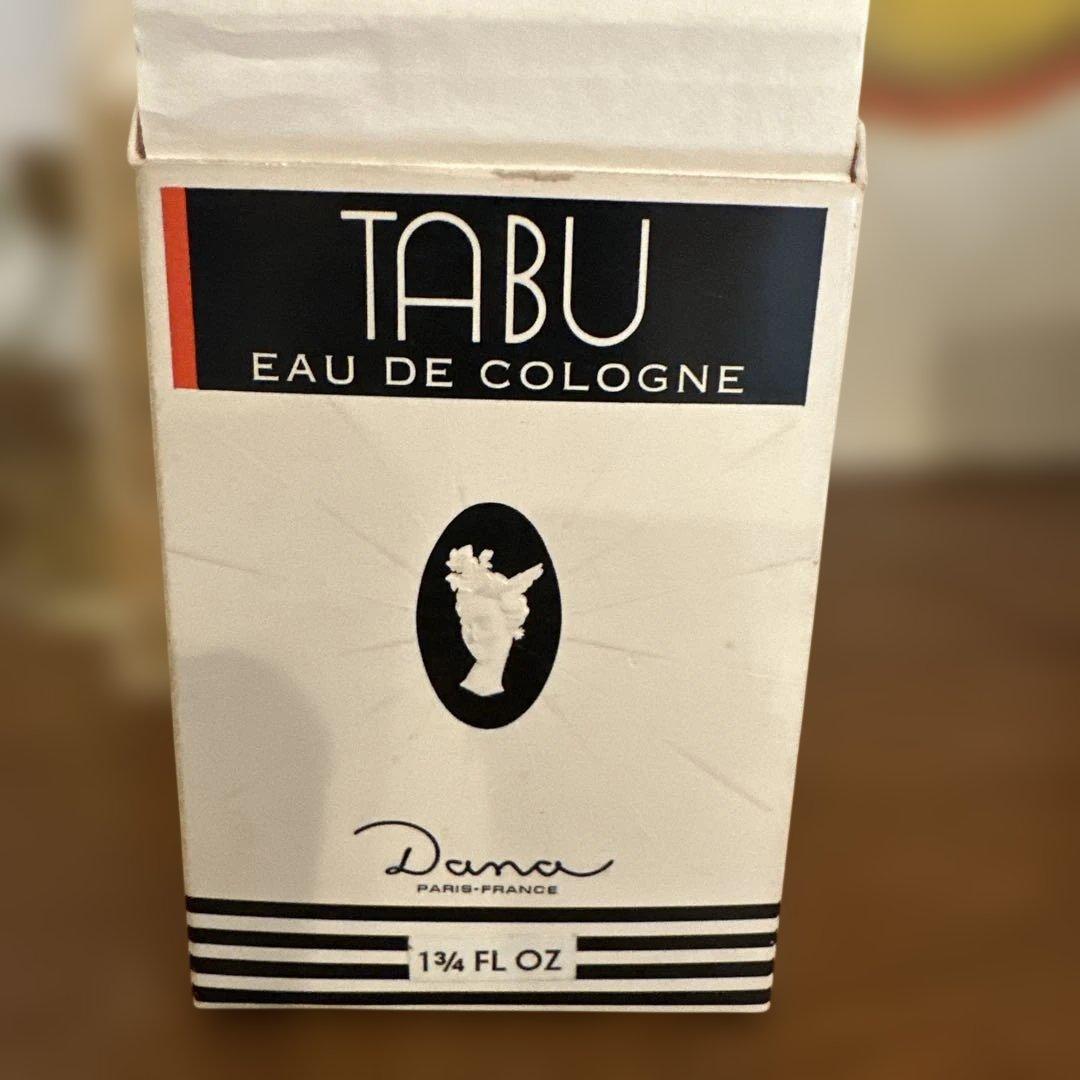 TABU
EAU DE COLOGNE
Dana
PARIS-FRANCE
1¾ FL OZ